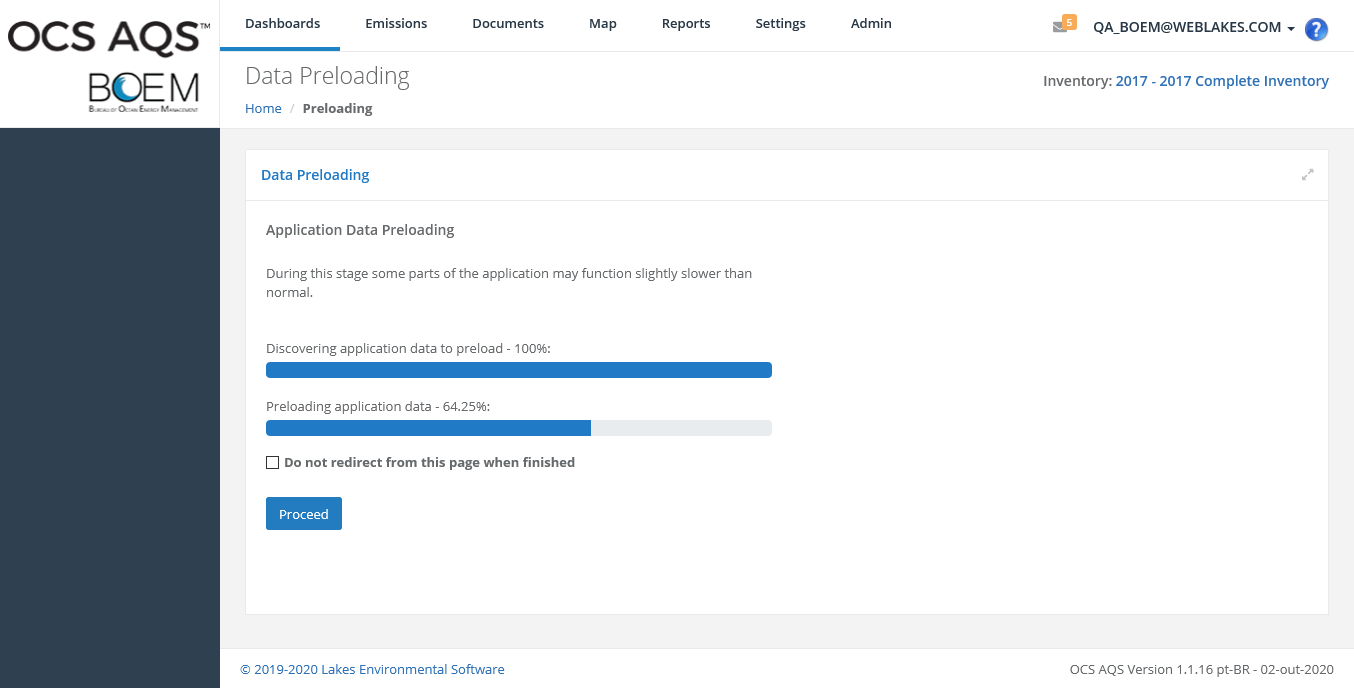 OCS AQS™
BOEM
Bureau of Ocean Energy Management
Dashboards Emissions Documents Map Reports Settings Admin
5
QA_BOEM@WEBLAKES.COM
?
Data Preloading
Home / Preloading
Inventory: 2017 - 2017 Complete Inventory
Data Preloading
Application Data Preloading
During this stage some parts of the application may function slightly slower than
normal.
Discovering application data to preload - 100%:
Preloading application data - 64.25%:
Do not redirect from this page when finished
Proceed
© 2019-2020 Lakes Environmental Software
OCS AQS Version 1.1.16 pt-BR - 02-out-2020